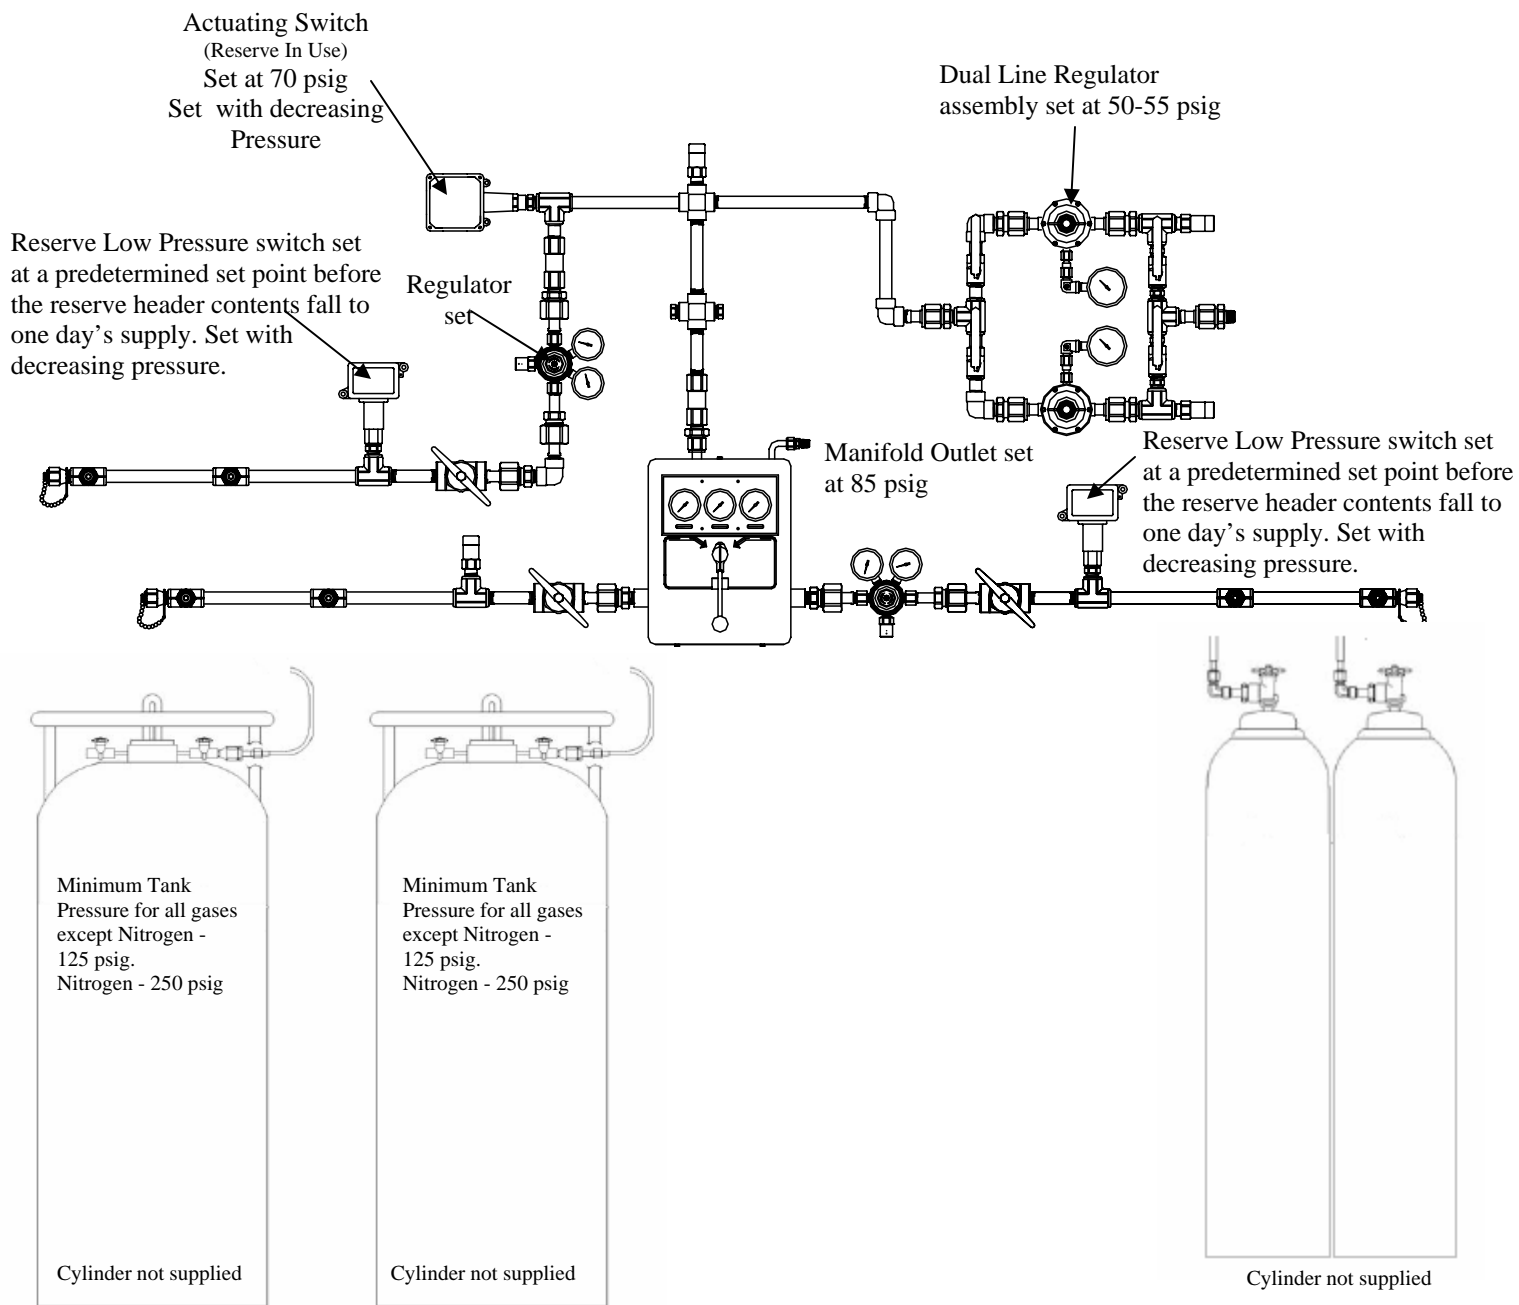 Actuating Switch
(Reserve In Use)
Set at 70 psig
Set with decreasing
Pressure
Dual Line Regulator
assembly set at 50-55 psig
Reserve Low Pressure switch set
at a predetermined set point before
the reserve header contents fall to
one day’s supply. Set with
decreasing pressure.
Regulator
set
Manifold Outlet set
at 85 psig
Reserve Low Pressure switch set
at a predetermined set point before
the reserve header contents fall to
one day’s supply. Set with
decreasing pressure.
Minimum Tank
Pressure for all gases
except Nitrogen -
125 psig.
Nitrogen - 250 psig
Minimum Tank
Pressure for all gases
except Nitrogen -
125 psig.
Nitrogen - 250 psig
Cylinder not supplied
Cylinder not supplied
Cylinder not supplied